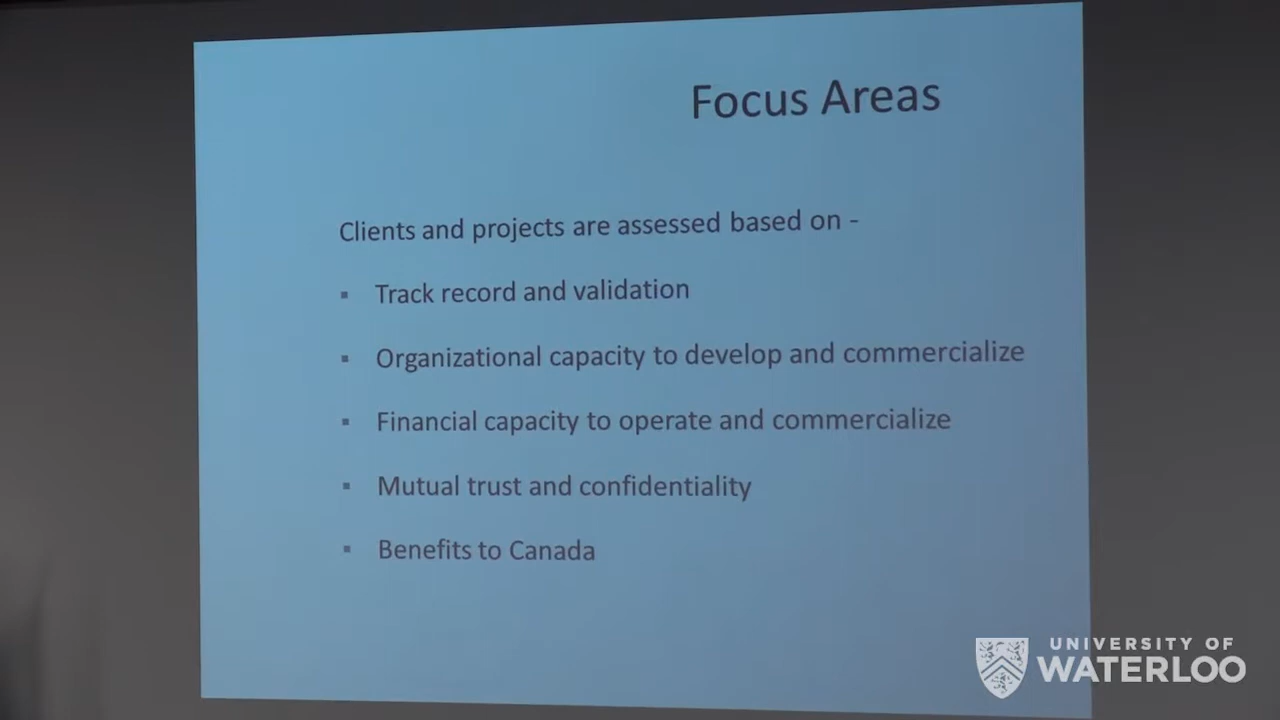 Focus Areas
Clients and projects are assessed based on -
▪ Track record and validation
▪ Organizational capacity to develop and commercialize
▪ Financial capacity to operate and commercialize
▪ Mutual trust and confidentiality
▪ Benefits to Canada
UNIVERSITY OF
WATERLOO